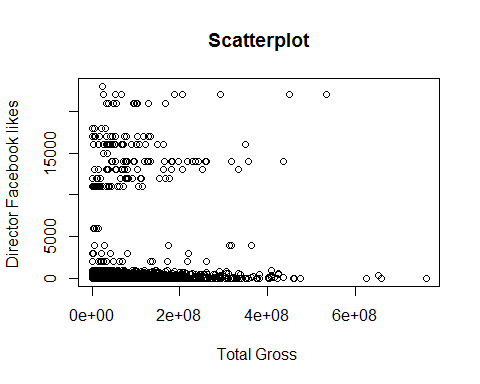 Scatterplot
Director Facebook likes
15000
5000
0
0e+00 2e+08 4e+08 6e+08
Total Gross